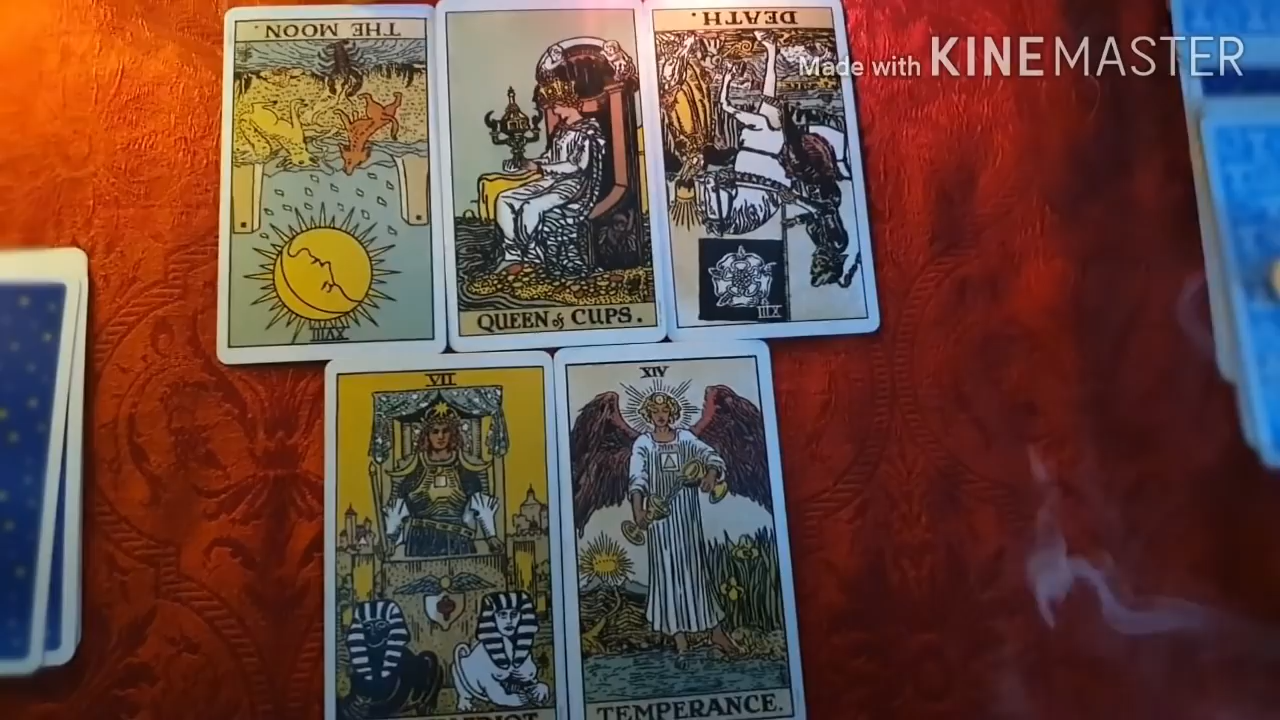 THE MOON.
XVIII
QUEEN of CUPS.
DEATH.
XIII
Made with KINEMASTER
VII
XIV
TEMPERANCE.